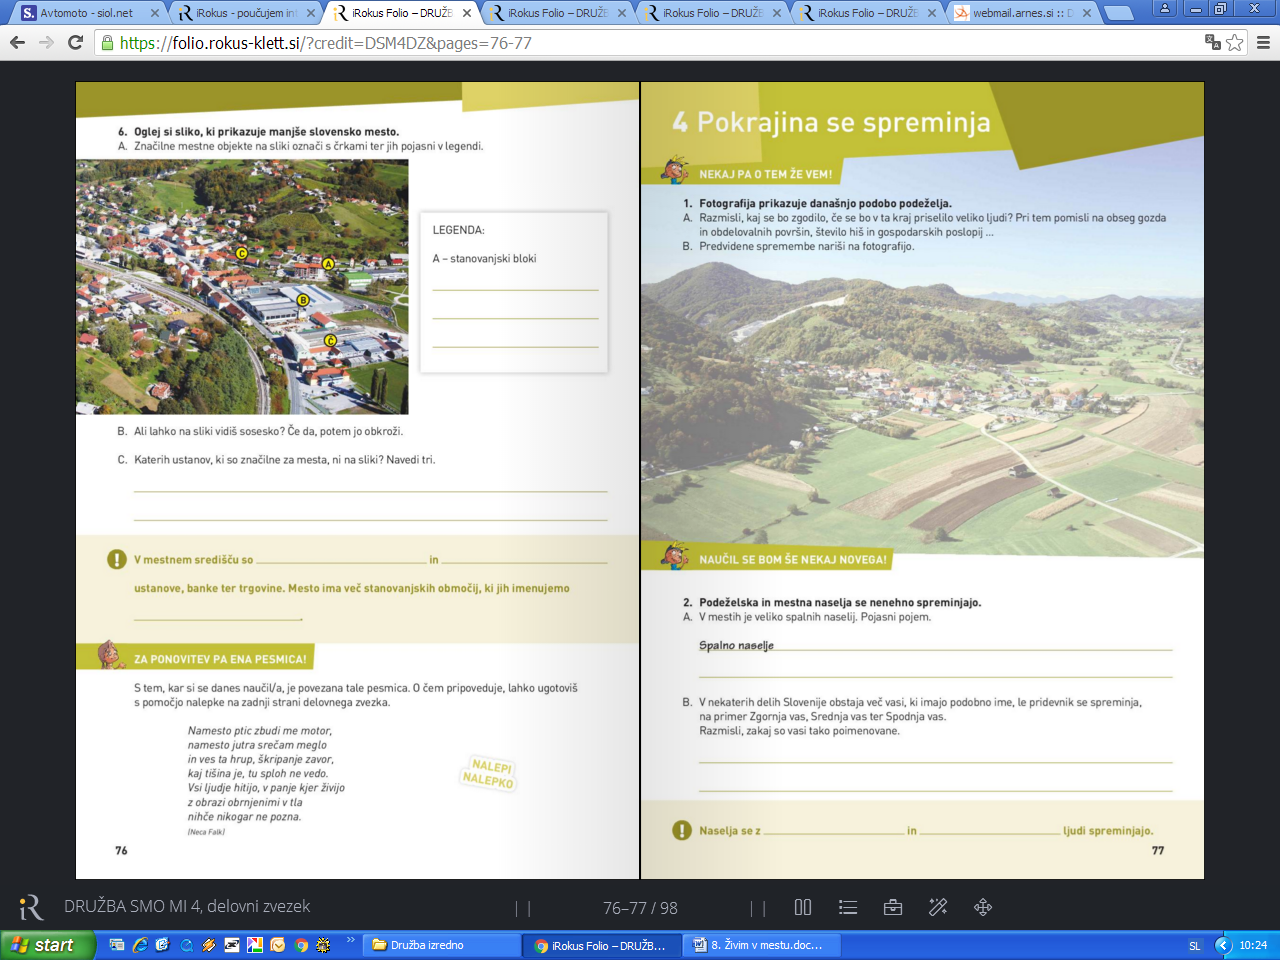 Avtomoto - siol.net
iRokus - poučujem int
iRokus Folio – DRUŽB
iRokus Folio – DRUŽB
iRokus Folio – DRUŽB
iRokus Folio – DRUŽB
webmail.arnes.si :: D
https://folio.rokus-klett.si/?credit=DSM4DZ&pages=76-77
6. Oglej si sliko, ki prikazuje manjše slovensko mesto.
A. Značilne mestne objekte na sliki označi s črkami ter jih pojasni v legendi.
C
A
B
C
LEGENDA:
A – stanovanjski bloki
B. Ali lahko na sliki vidiš sosesko? Če da, potem jo obkroži.
C. Katerih ustanov, ki so značilne za mesta, ni na sliki? Navedi tri.
! V mestnem središču so ____ in ____
ustanove, banke ter trgovine. Mesto ima več stanovanjskih območij, ki jih imenujemo
____.
ZA PONOVITEV PA ENA PESMICA!
S tem, kar si se danes naučil/a, je povezana tale pesmica. O čem pripoveduje, lahko ugotoviš
s pomočjo nalepke na zadnji strani delovnega zvezka.
Namesto ptic zbudi me motor,
namesto jutra srečam meglo
in ves ta hrup, škripanje zavor,
kaj tišina je, tu sploh ne vedo.
Vsi ljudje hitijo, v panje kjer živijo
z obrazi obrnjenimi v tla
nihče nikogar ne pozna.
(Neca Falk)
NALEPI
NALEPKO
76
4 Pokrajina se spreminja
NEKAJ PA O TEM ŽE VEM!
1. Fotografija prikazuje današnjo podobo podeželja.
A. Razmisli, kaj se bo zgodilo, če se bo v ta kraj priselilo veliko ljudi? Pri tem pomisli na obseg gozda
in obdelovalnih površin, število hiš in gospodarskih poslopij ...
B. Predvidene spremembe nariši na fotografijo.
NAUČIL SE BOM ŠE NEKAJ NOVEGA!
2. Podeželska in mestna naselja se nenehno spreminjajo.
A. V mestih je veliko spalnih naselij. Pojasni pojem.
Spalno naselje
B. V nekaterih delih Slovenije obstaja več vasi, ki imajo podobno ime, le pridevnik se spreminja,
na primer Zgornja vas, Srednja vas ter Spodnja vas.
Razmisli, zakaj so vasi tako poimenovane.
! Naselja se z ____ in ____ ljudi spreminjajo.
77
iR DRUŽBA SMO MI 4, delovni zvezek
76–77 / 98
start
Družba izredno
iRokus Folio – DRUŽB...
8. Živim v mestu.doc...
SL
10:24